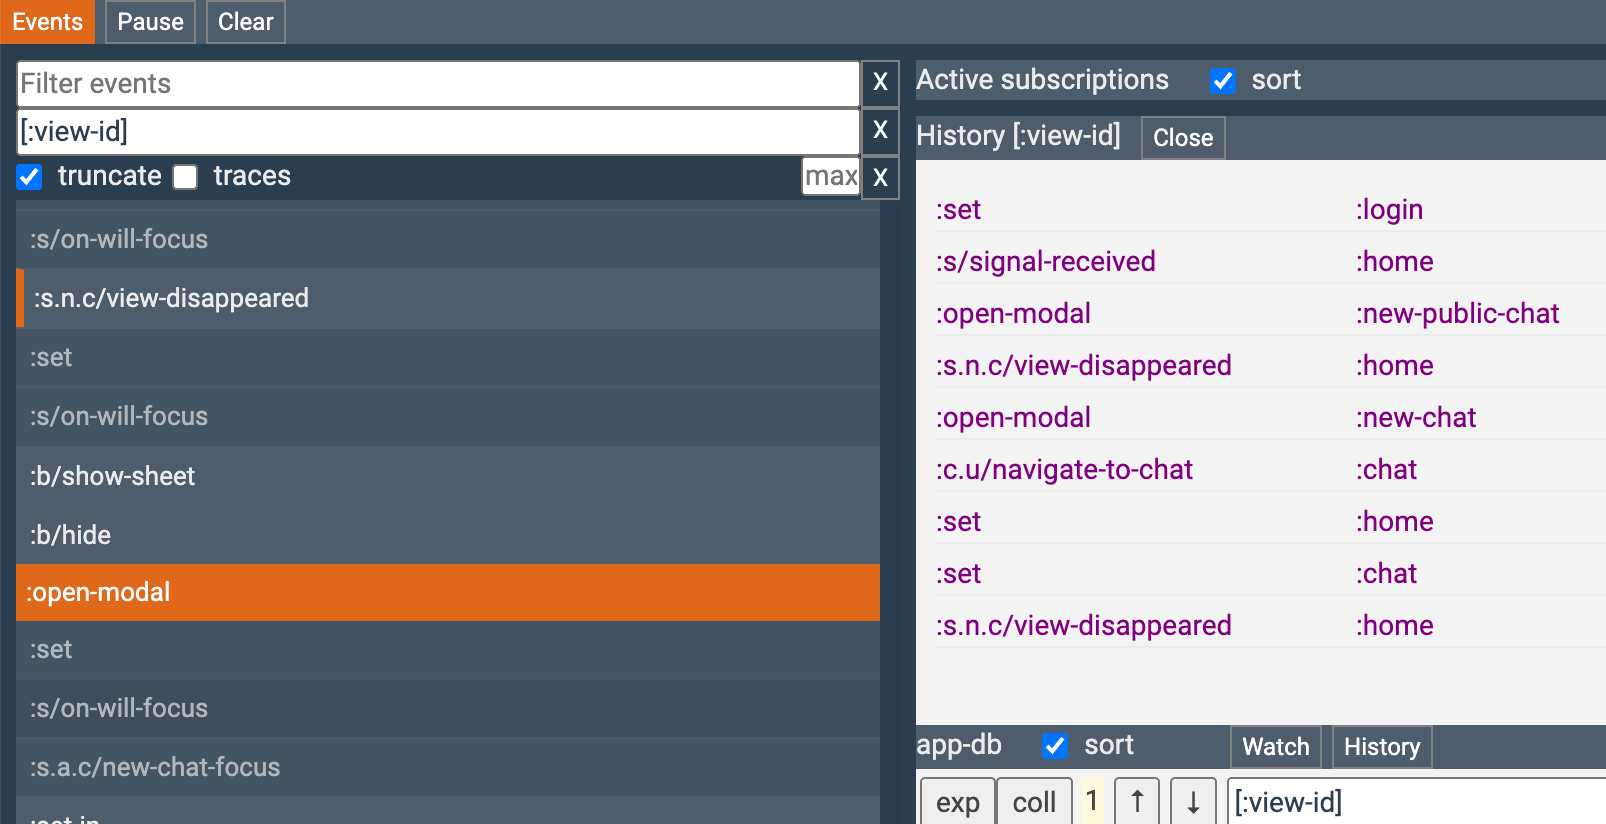 Events Pause Clear
Filter events X
[:view-id] X
truncate traces max X
:s/on-will-focus
:s.n.c/view-disappeared
:set
:s/on-will-focus
:b/show-sheet
:b/hide
:open-modal
:set
:s/on-will-focus
:s.a.c/new-chat-focus
:set-in
Active subscriptions sort
History [:view-id] Close
:set :login
:s/signal-received :home
:open-modal :new-public-chat
:s.n.c/view-disappeared :home
:open-modal :new-chat
:c.u/navigate-to-chat :chat
:set :home
:set :chat
:s.n.c/view-disappeared :home
app-db sort Watch History
exp coll 1 ↑ ↓ [:view-id]